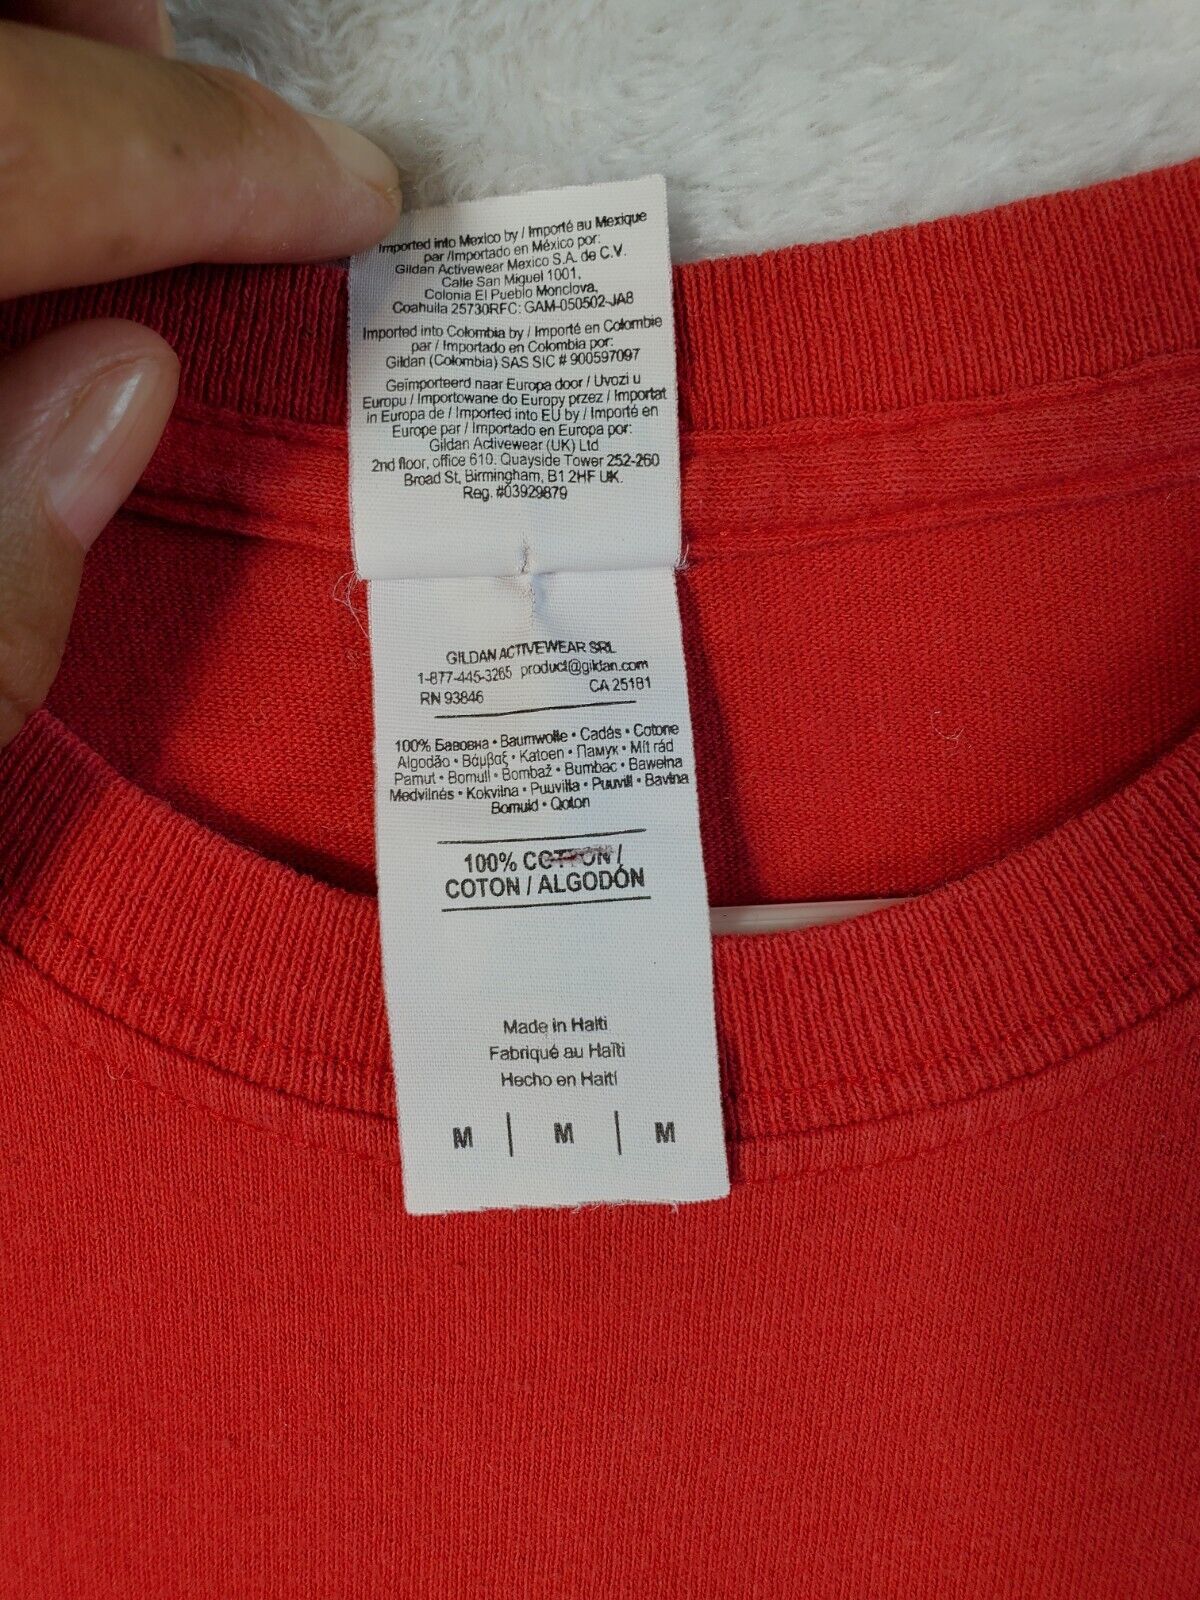 Imported into Mexico by / Importé au Mexique
par /Importado en México por:
Gildan Activewear Mexico S.A. de C.V.
Calle San Miguel 1001,
Colonia El Pueblo Monclova,
Coahuila 25730RFC: GAM-050502-JA8
Imported into Colombia by / Importé en Colombie
par / Importado en Colombia por:
Gildan (Colombia) SAS SIC # 900597097
Geïmporteerd naar Europa door / Uvozi u
Europu / Importowane do Europy przez / Importat
in Europa de / Imported into EU by / Importé en
Europe par / Importado en Europa por:
Gildan Activewear (UK) Ltd
2nd floor, office 610. Quayside Tower 252-260
Broad St, Birmingham, B1 2HF UK.
Reg. #03929879
GILDAN ACTIVEWEAR SRL
1-877-445-3265 product@gildan.com
RN 93846 CA 25181
100% Бавовна • Baumwolle • Cadás • Cotone
Algodão • Βάμβαξ • Katoen • Памук • Mit rád
Pamut • Bomull • Bombaž • Bumbac • Bawełna
Medvilnės • Kokvilna • Puuvilla • Puuvill • Bavlna
Bomuld • Qoton
100% COTTON /
COTON / ALGODÓN
Made in Haiti
Fabriqué au Haïti
Hecho en Haití
M | M | M